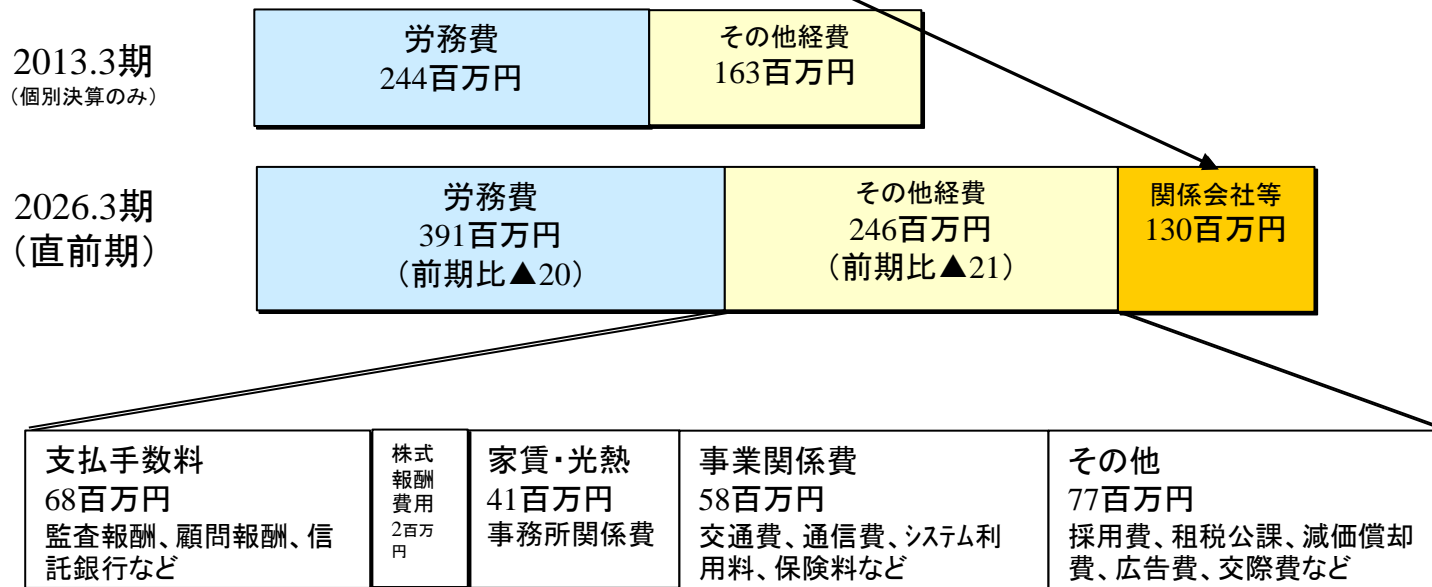 2013.3期
（個別決算のみ）
労務費
244百万円
その他経費
163百万円
2026.3期
（直前期）
労務費
391百万円
（前期比▲20）
その他経費
246百万円
（前期比▲21）
関係会社等
130百万円
支払手数料
68百万円
監査報酬、顧問報酬、信
託銀行など
株式
報酬
費用
2百万
円
家賃・光熱
41百万円
事務所関係費
事業関係費
58百万円
交通費、通信費、システム利
用料、保険料など
その他
77百万円
採用費、租税公課、減価償却
費、広告費、交際費など